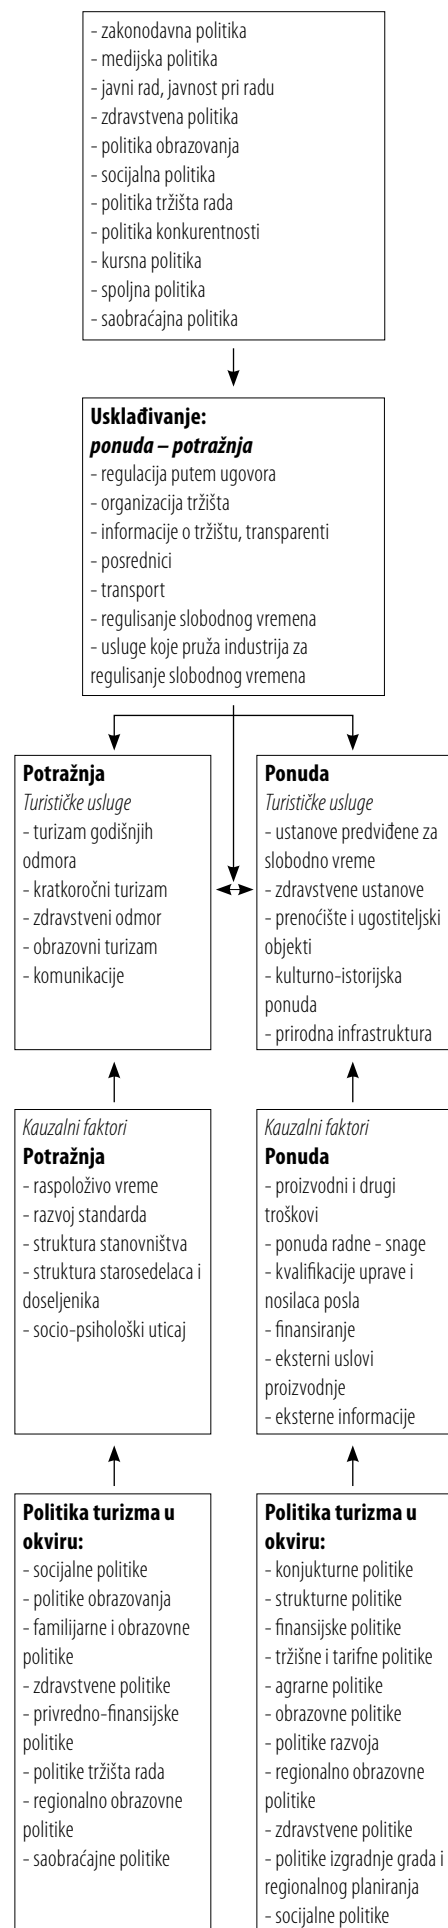 - zakonodavna politika
- medijska politika
- javni rad, javnost pri radu
- zdravstvena politika
- politika obrazovanja
- socijalna politika
- politika tržišta rada
- politika konkurentnosti
- kursna politika
- spoljna politika
- saobraćajna politika
Usklađivanje:
ponuda – potražnja
- regulacija putem ugovora
- organizacija tržišta
- informacije o tržištu, transparenti
- posrednici
- transport
- regulisanje slobodnog vremena
- usluge koje pruža industrija za
regulisanje slobodnog vremena
Potražnja
Turističke usluge
- turizam godišnjih
odmora
- kratkoročni turizam
- zdravstveni odmor
- obrazovni turizam
- komunikacije
Ponuda
Turističke usluge
- ustanove predviđene za
slobodno vreme
- zdravstvene ustanove
- prenoćište i ugostiteljski
objekti
- kulturno-istorijska
ponuda
- prirodna infrastruktura
Kauzalni faktori
Potražnja
- raspoloživo vreme
- razvoj standarda
- struktura stanovništva
- struktura starosedelaca i
doseljenika
- socio-psihološki uticaj
Kauzalni faktori
Ponuda
- proizvodni i drugi
troškovi
- ponuda radne - snage
- kvalifikacije uprave i
nosilaca posla
- finansiranje
- eksterni uslovi
proizvodnje
- eksterne informacije
Politika turizma u
okviru:
- socijalne politike
- politike obrazovanja
- familijarne i obrazovne
politike
- zdravstvene politike
- privredno-finansijske
politike
- politike tržišta rada
- regionalno obrazovne
politike
- saobraćajne politike
Politika turizma u
okviru:
- konjukturne politike
- strukturne politike
- finansijske politike
- tržišne i tarifne politike
- agrarne politike
- obrazovne politike
- politike razvoja
- regionalno obrazovne
politike
- zdravstvene politike
- politike izgradnje grada i
regionalnog planiranja
- socijalne politike